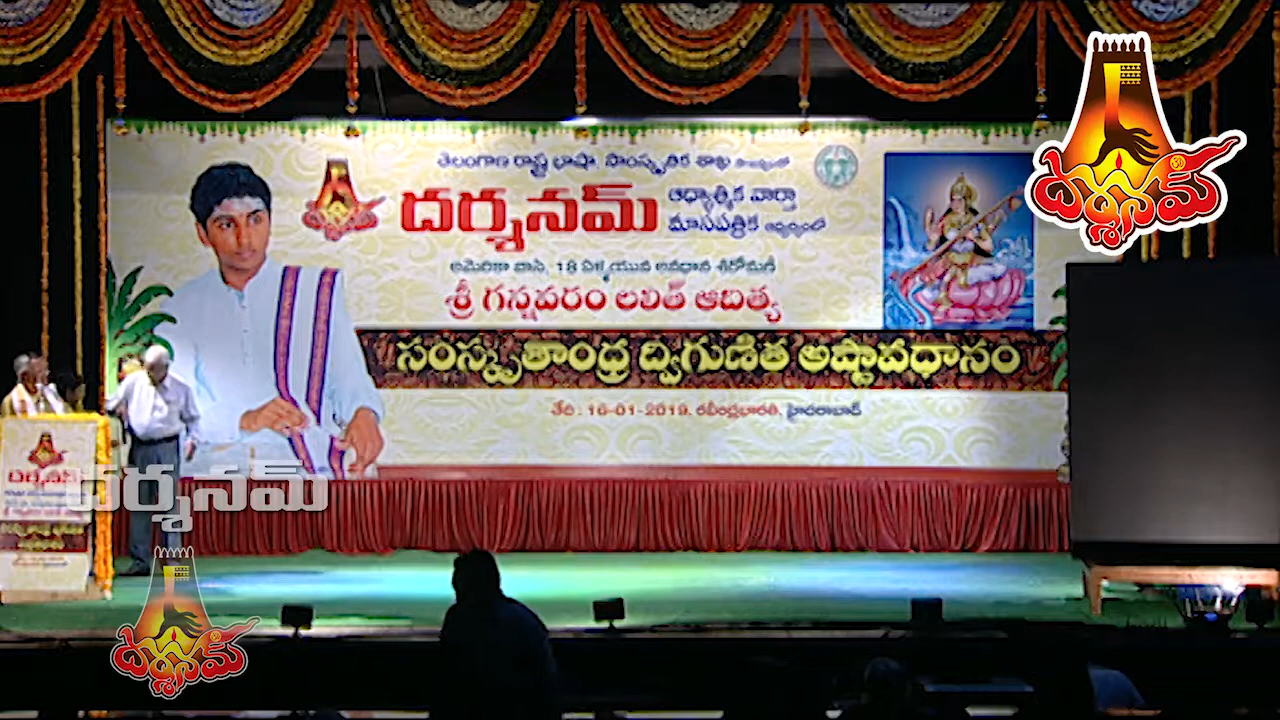 తెలంగాణ రాష్ట్ర భాషా, సాంస్కృతిక శాఖ సౌజన్యంతో
దర్శనమ్ ఆధ్యాత్మిక వార్తా
మాసపత్రిక ఆధ్వర్యంలో
అమెరికా వాసి, 18 ఏళ్ళ యువ అవధాన శిరోమణి
శ్రీ గన్నవరం లలిత్ ఆదిత్య
సంస్కృతాంధ్ర ద్విగుణిత అష్టావధానం
తేది : 16-01-2019, రవీంద్రభారతి, హైదరాబాద్
దర్శనమ్
దర్శనమ్
దర్శనమ్